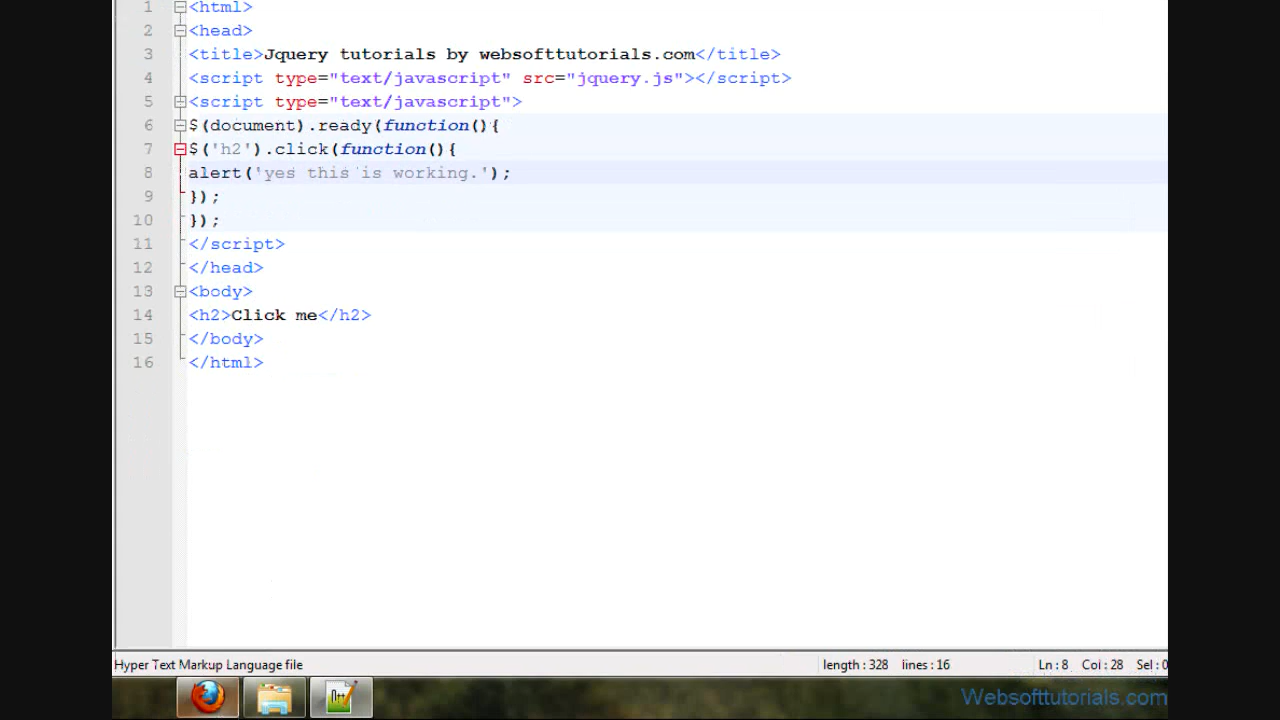 1 <html>
2 <head>
3 <title>Jquery tutorials by websofttutorials.com</title>
4 <script type="text/javascript" src="jquery.js"></script>
5 <script type="text/javascript">
6 $(document).ready(function(){
7 $('h2').click(function(){
8 alert('yes this is working.');
9 });
10 });
11 </script>
12 </head>
13 <body>
14 <h2>Click me</h2>
15 </body>
16 </html>
Hyper Text Markup Language file length : 328 lines : 16 Ln : 8 Col : 28 Sel : 0
Websofttutorials.com